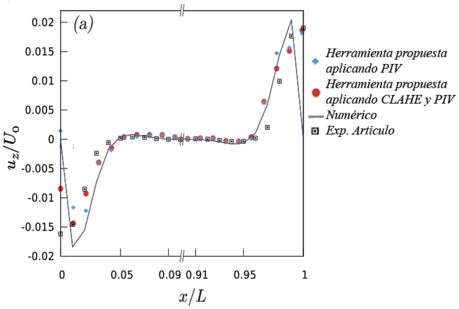 (a)
0.02
0.015
0.01
0.005
0
-0.005
-0.01
-0.015
-0.02
u_z/U_o
0 0.05 0.09 0.91 0.95 1
x/L
Herramienta propuesta
aplicando PIV
Herramienta propuesta
aplicando CLAHE y PIV
Numérico
Exp. Artículo